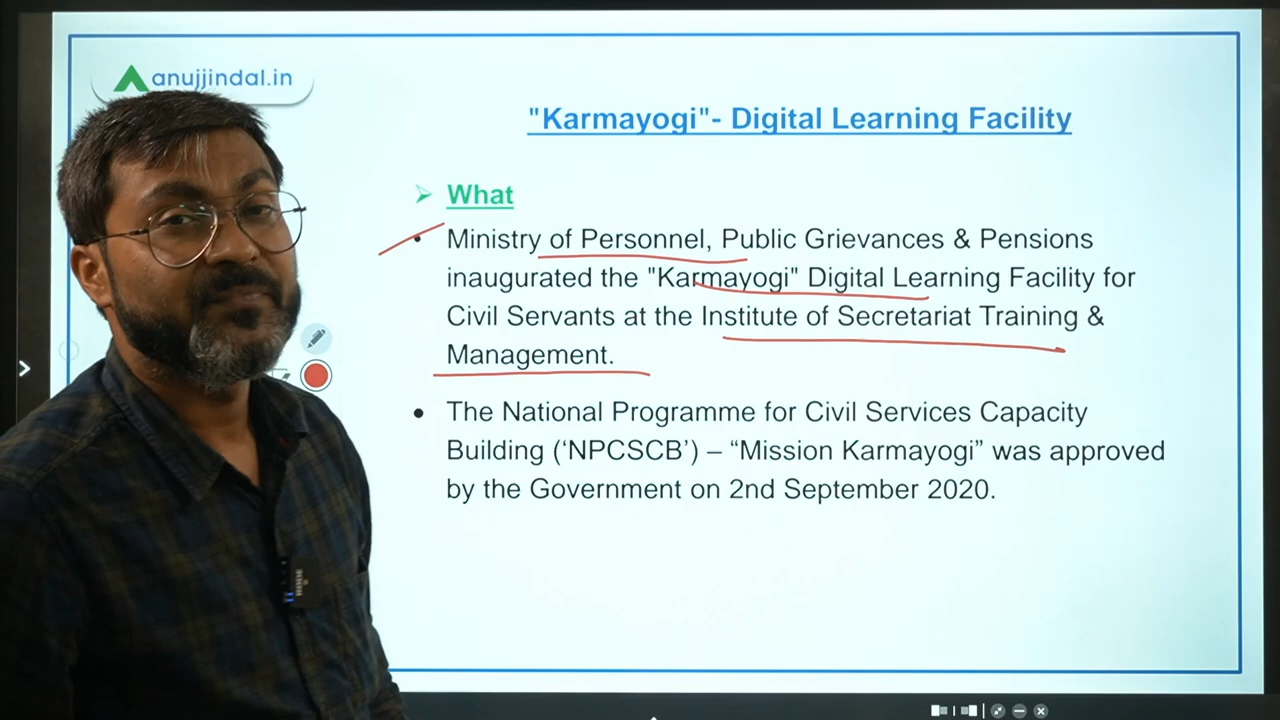 anujjindal.in
"Karmayogi"- Digital Learning Facility
What
Ministry of Personnel, Public Grievances & Pensions
inaugurated the "Karmayogi" Digital Learning Facility for
Civil Servants at the Institute of Secretariat Training &
Management.
The National Programme for Civil Services Capacity
Building (‘NPCSCB’) – “Mission Karmayogi” was approved
by the Government on 2nd September 2020.